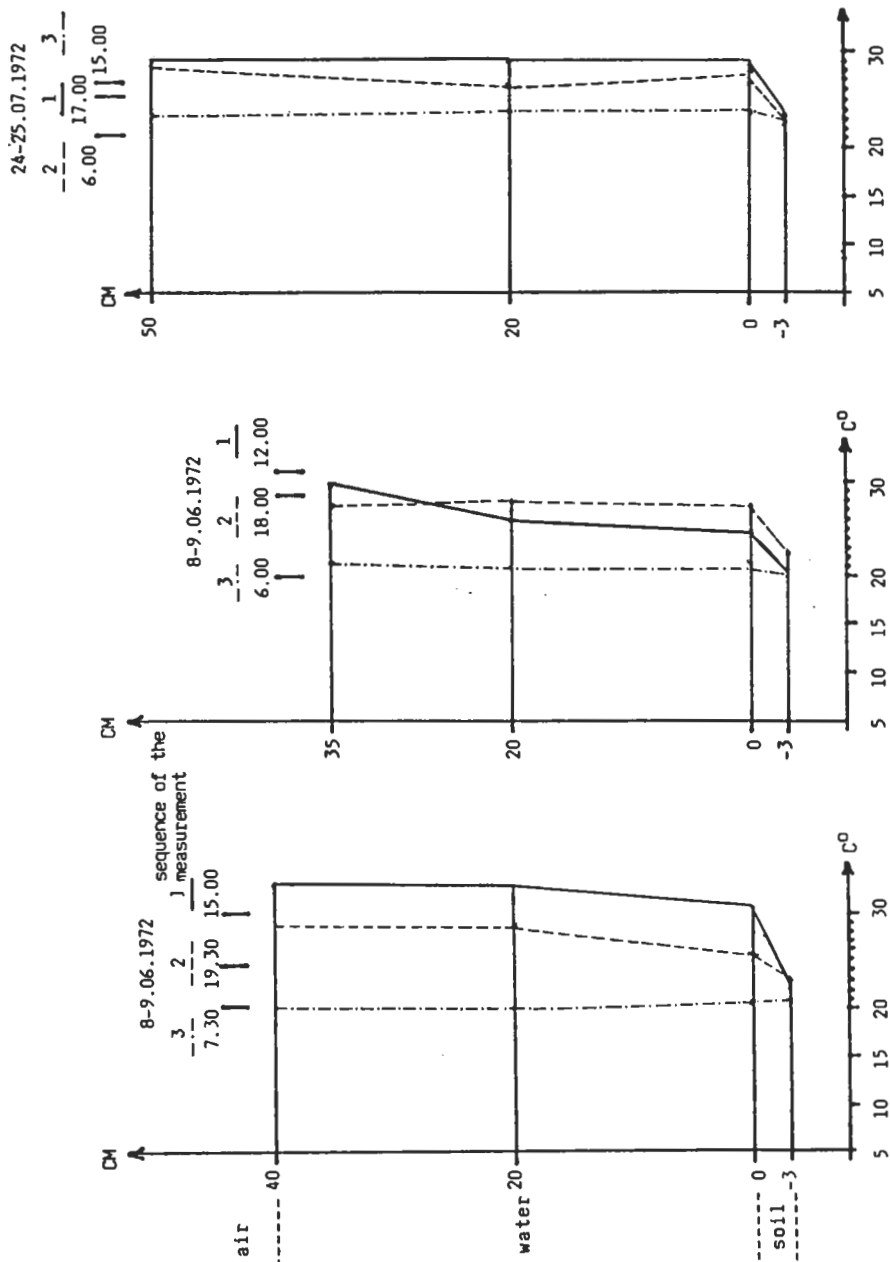 24-25.07.1972
2 1 3
6.00 17.00 15.00
CM
50
20
0
-3
5 10 15 20 30
8-9.06.1972
3 2 1
6.00 18.00 12.00
CM
35
20
0
-3
5 10 15 20 30
C°
sequence of the
measurement
8-9.06.1972
3 2 1
7.30 19.30 15.00
CM
air
40
water
20
0
soil
-3
5 10 15 20 30
C°